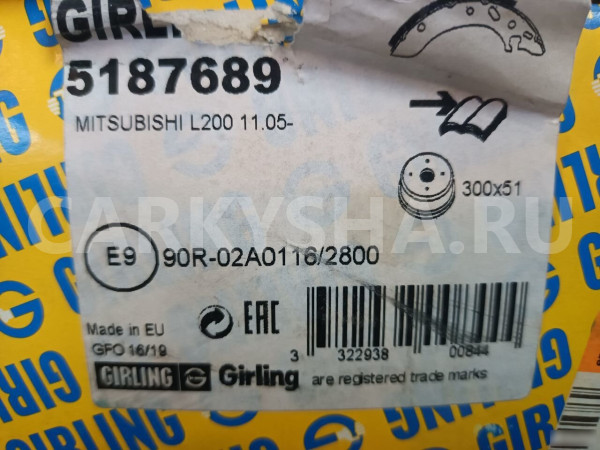 GIRLI
5187689
MITSUBISHI L200 11.05-
300x51
CARKYSHA.RU
E9 90R-02A0116/2800
Made in EU
GFO 16/19
EAC
3 322938 00844
GIRLING G Girling are registered trade marks
GIRLING